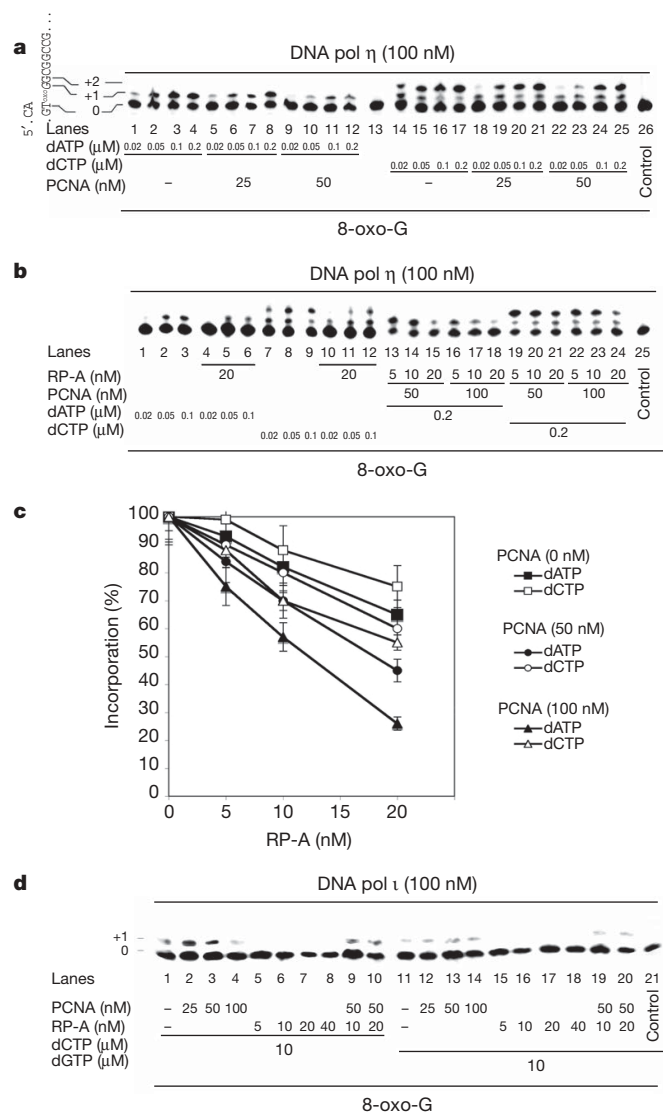 a
DNA pol η (100 nM)
5′.CA GT oxoGGCGGCCG...
+2
+1
0
Lanes 1 2 3 4 5 6 7 8 9 10 11 12 13 14 15 16 17 18 19 20 21 22 23 24 25 26
dATP (μM) 0.02 0.05 0.1 0.2 0.02 0.05 0.1 0.2 0.02 0.05 0.1 0.2
dCTP (μM) 0.02 0.05 0.1 0.2 0.02 0.05 0.1 0.2 0.02 0.05 0.1 0.2
PCNA (nM) – 25 50 – 25 50
Control
8-oxo-G
b
DNA pol η (100 nM)
Lanes 1 2 3 4 5 6 7 8 9 10 11 12 13 14 15 16 17 18 19 20 21 22 23 24 25
RP-A (nM) 20 20 5 10 20 5 10 20 5 10 20 5 10 20
PCNA (nM) 50 100 50 100
dATP (μM) 0.02 0.05 0.1 0.02 0.05 0.1 0.2
dCTP (μM) 0.02 0.05 0.1 0.02 0.05 0.1 0.2
Control
8-oxo-G
c
Incorporation (%)
100
90
80
70
60
50
40
30
20
10
0
0 5 10 15 20
RP-A (nM)
PCNA (0 nM)
dATP
dCTP
PCNA (50 nM)
dATP
dCTP
PCNA (100 nM)
dATP
dCTP
d
DNA pol ι (100 nM)
+1
0
Lanes 1 2 3 4 5 6 7 8 9 10 11 12 13 14 15 16 17 18 19 20 21
PCNA (nM) – 25 50 100 50 50 – 25 50 100 50 50
RP-A (nM) – 5 10 20 40 10 20 – 5 10 20 40 10 20
dCTP (μM) 10
dGTP (μM) 10
Control
8-oxo-G